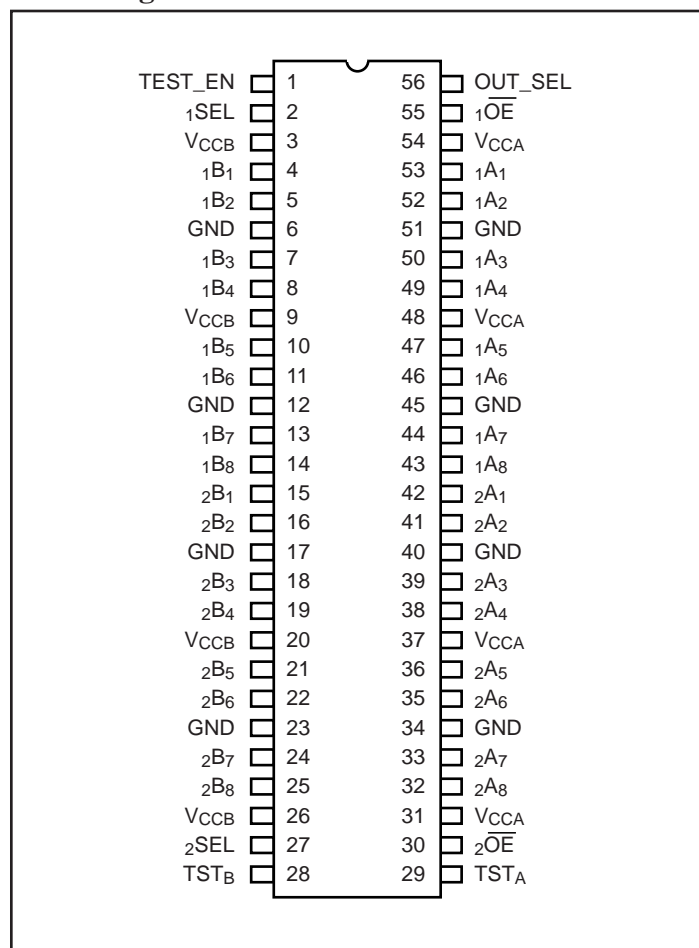 TEST_EN 1 56 OUT_SEL
1SEL 2 55 1O̅E̅
VCCB 3 54 VCCA
1B1 4 53 1A1
1B2 5 52 1A2
GND 6 51 GND
1B3 7 50 1A3
1B4 8 49 1A4
VCCB 9 48 VCCA
1B5 10 47 1A5
1B6 11 46 1A6
GND 12 45 GND
1B7 13 44 1A7
1B8 14 43 1A8
2B1 15 42 2A1
2B2 16 41 2A2
GND 17 40 GND
2B3 18 39 2A3
2B4 19 38 2A4
VCCB 20 37 VCCA
2B5 21 36 2A5
2B6 22 35 2A6
GND 23 34 GND
2B7 24 33 2A7
2B8 25 32 2A8
VCCB 26 31 VCCA
2SEL 27 30 2O̅E̅
TSTB 28 29 TSTA